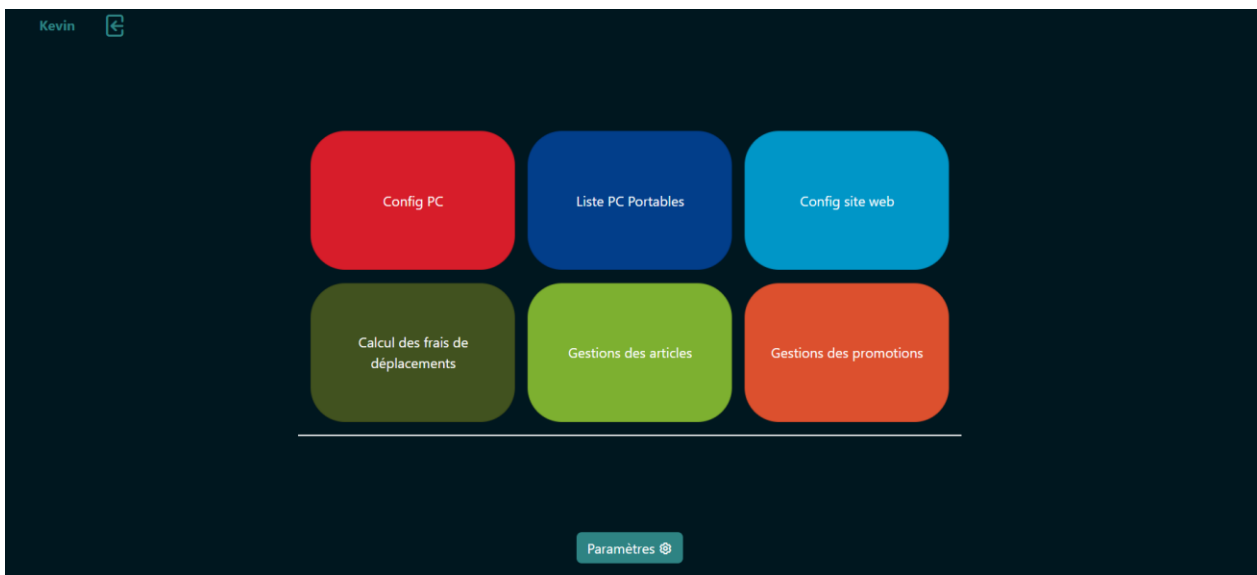 Kevin
Config PC
Liste PC Portables
Config site web
Calcul des frais de
déplacements
Gestions des articles
Gestions des promotions
Paramètres